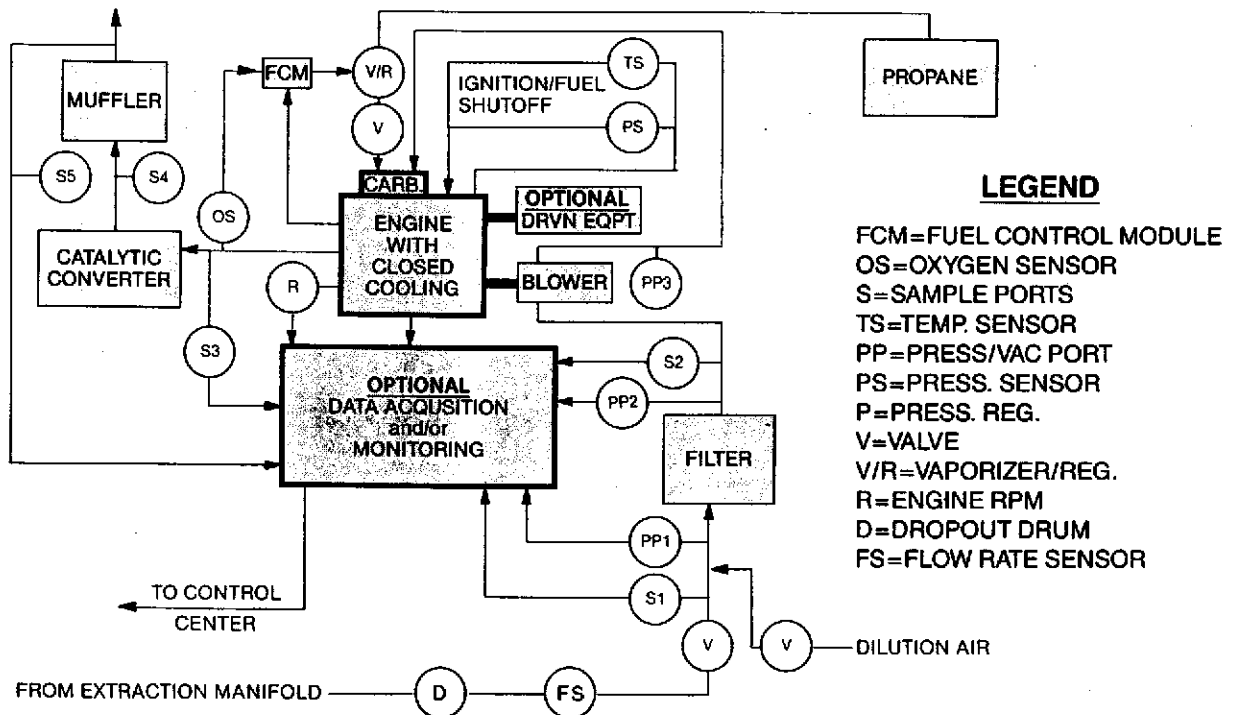 MUFFLER
FCM
V/R
V
IGNITION/FUEL
SHUTOFF
TS
PS
PROPANE
S5
S4
OS
CARB.
ENGINE
WITH
CLOSED
COOLING
OPTIONAL
DRVN EQPT
BLOWER
PP3
CATALYTIC
CONVERTER
R
S3
S2
PP2
OPTIONAL
DATA ACQUSITION
and/or
MONITORING
FILTER
PP1
S1
TO CONTROL
CENTER
V
V
DILUTION AIR
FROM EXTRACTION MANIFOLD
D
FS
LEGEND
FCM=FUEL CONTROL MODULE
OS=OXYGEN SENSOR
S=SAMPLE PORTS
TS=TEMP. SENSOR
PP=PRESS/VAC PORT
PS=PRESS. SENSOR
P=PRESS. REG.
V=VALVE
V/R=VAPORIZER/REG.
R=ENGINE RPM
D=DROPOUT DRUM
FS=FLOW RATE SENSOR